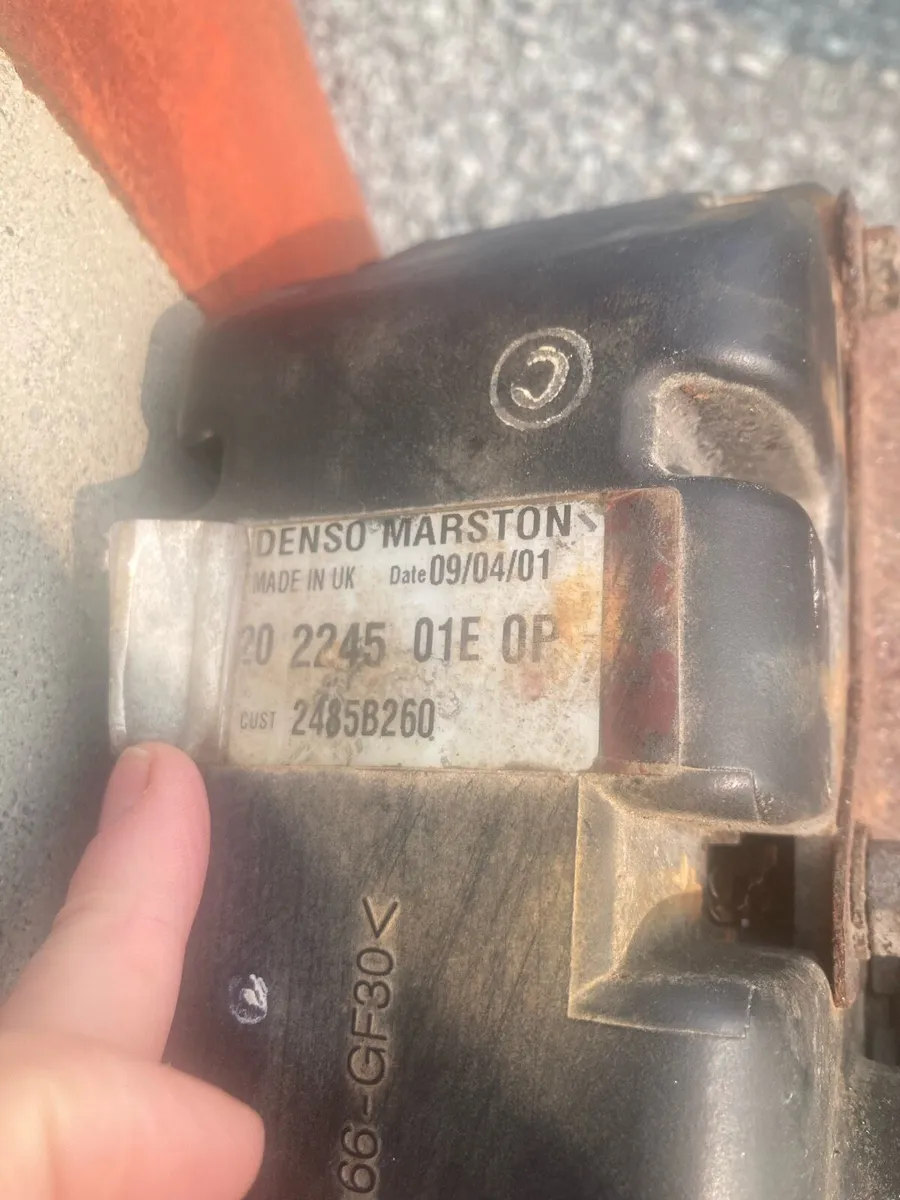 DENSO MARSTON
MADE IN UK Date 09/04/01
20 2245 01E 0P
CUST 2485B260
66-GF30<